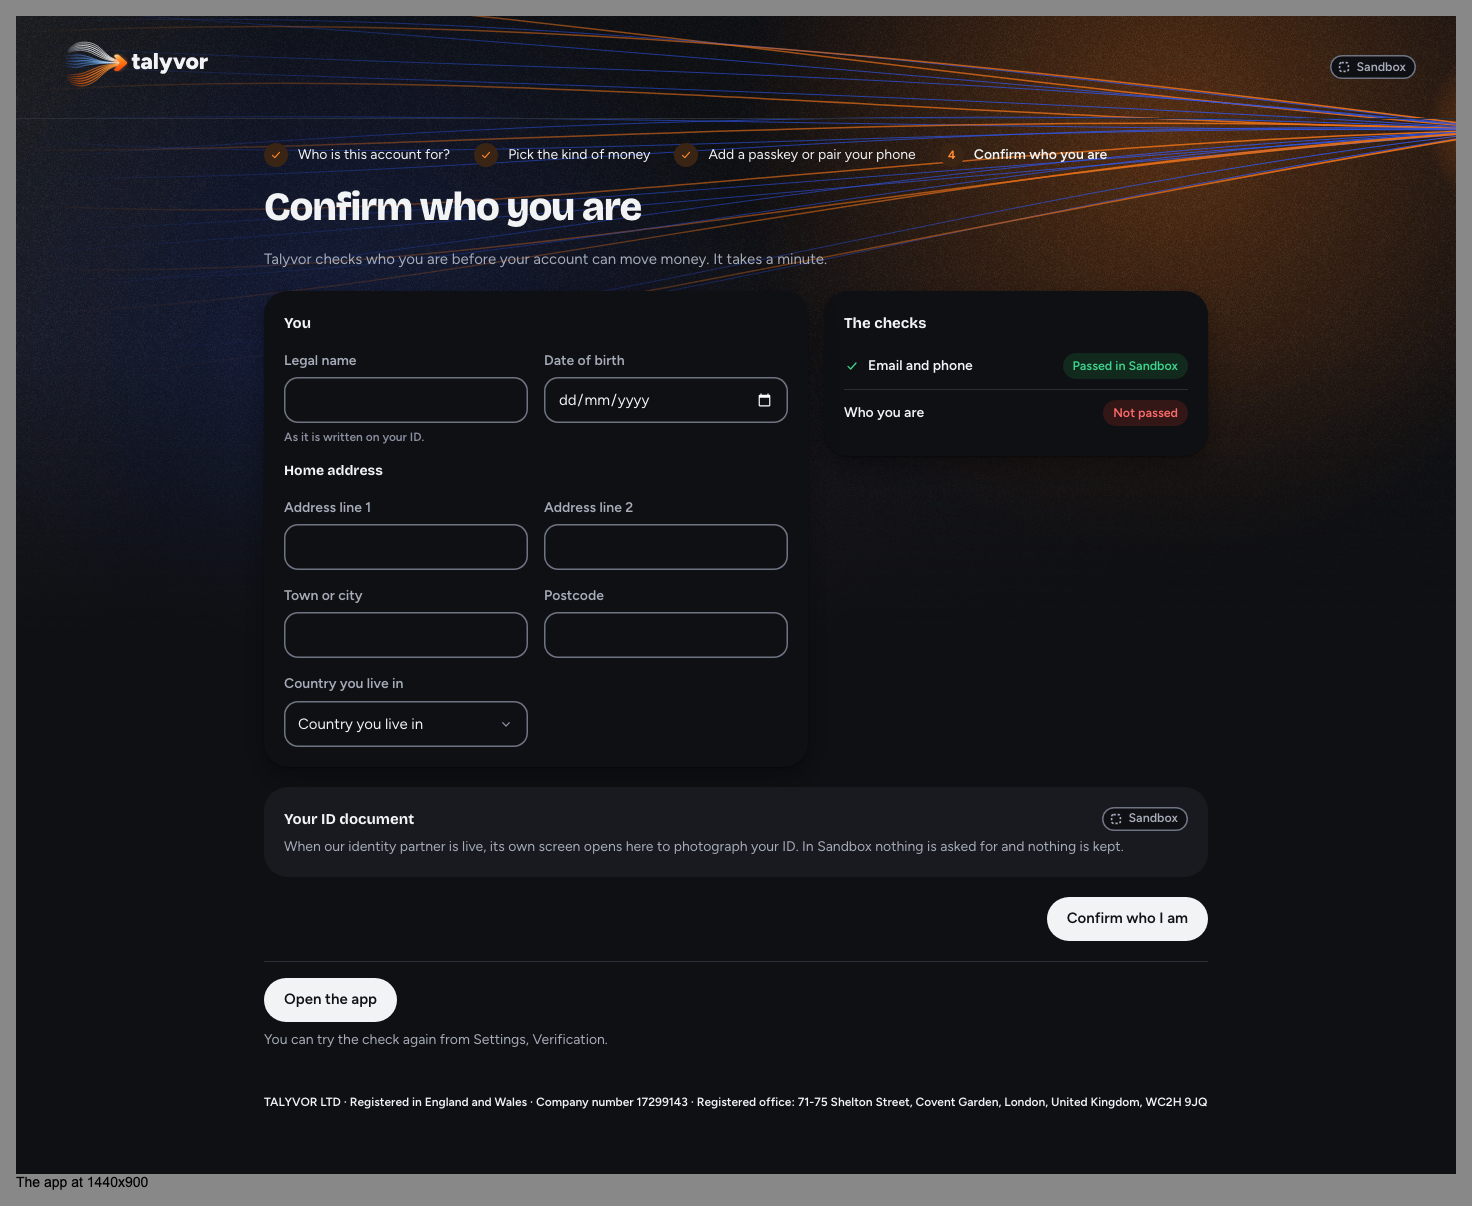 talyvor
Sandbox
Who is this account for?
Pick the kind of money
Add a passkey or pair your phone
4 Confirm who you are
Confirm who you are
Talyvor checks who you are before your account can move money. It takes a minute.
You
Legal name
Date of birth
dd/mm/yyyy
As it is written on your ID.
Home address
Address line 1
Address line 2
Town or city
Postcode
Country you live in
Country you live in
The checks
Email and phone
Passed in Sandbox
Who you are
Not passed
Your ID document
Sandbox
When our identity partner is live, its own screen opens here to photograph your ID. In Sandbox nothing is asked for and nothing is kept.
Confirm who I am
Open the app
You can try the check again from Settings, Verification.
TALYVOR LTD · Registered in England and Wales · Company number 17299143 · Registered office: 71-75 Shelton Street, Covent Garden, London, United Kingdom, WC2H 9JQ
The app at 1440x900